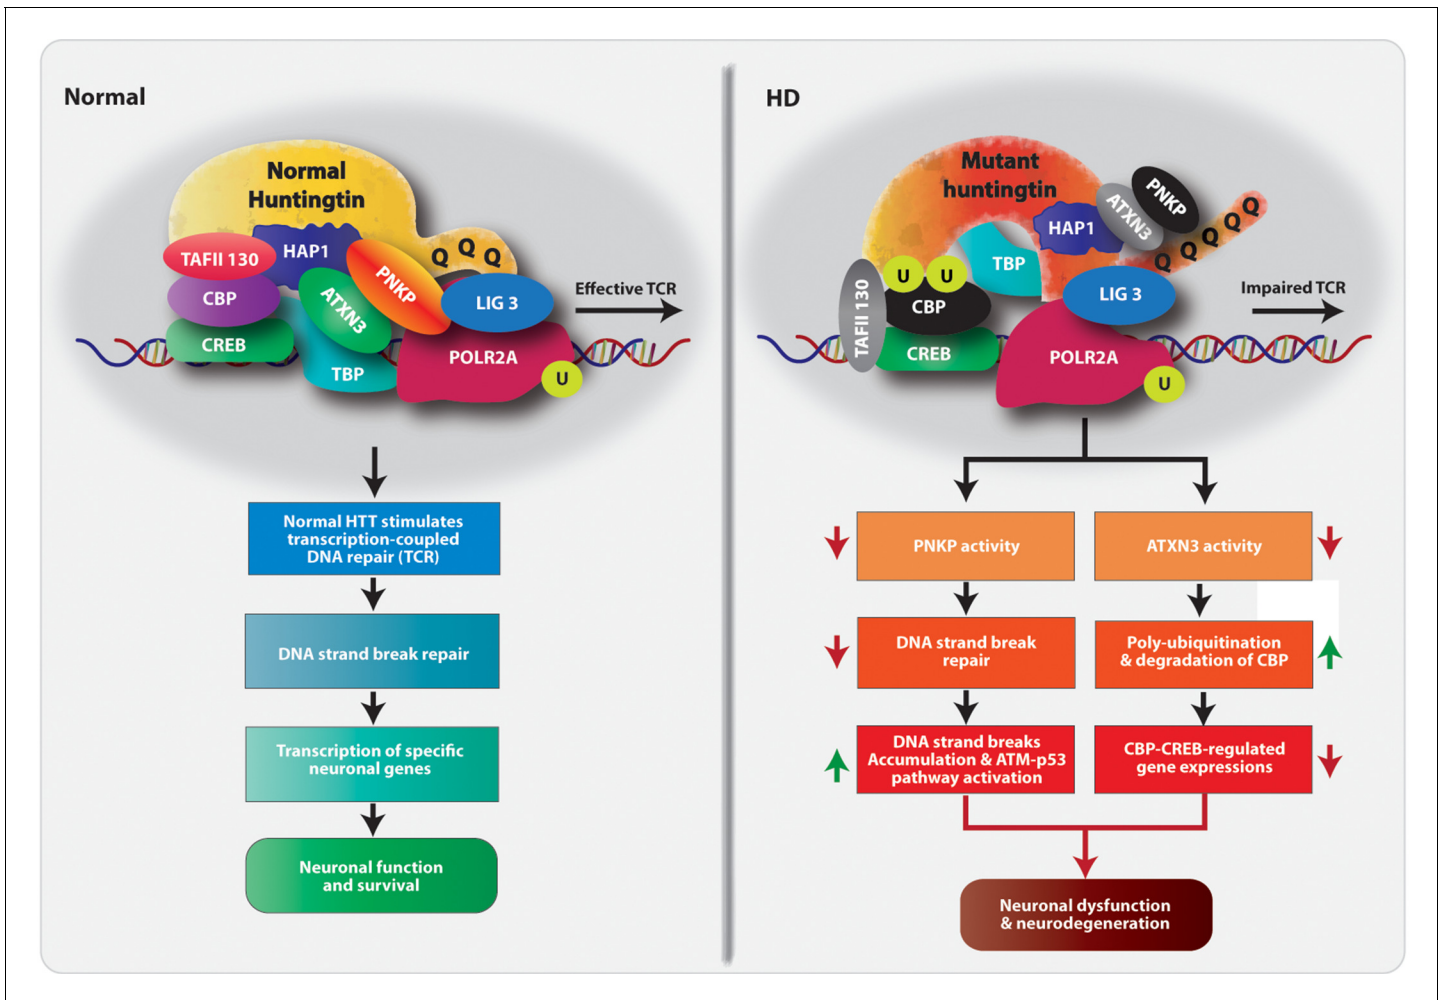 Normal
Normal
Huntingtin
TAFII 130
HAP1
Q
Q
Q
CBP
ATXN3
PNKP
LIG 3
CREB
TBP
POLR2A
U
Effective TCR
Normal HTT stimulates
transcription-coupled
DNA repair (TCR)
DNA strand break repair
Transcription of specific
neuronal genes
Neuronal function
and survival
HD
Mutant
huntingtin
HAP1
ATXN3
PNKP
Q
Q
Q
Q
Q
TBP
U
U
TAFII 130
CBP
LIG 3
CREB
POLR2A
U
Impaired TCR
PNKP activity
ATXN3 activity
DNA strand break
repair
Poly-ubiquitination
& degradation of CBP
DNA strand breaks
Accumulation & ATM-p53
pathway activation
CBP-CREB-regulated
gene expressions
Neuronal dysfunction
& neurodegeneration